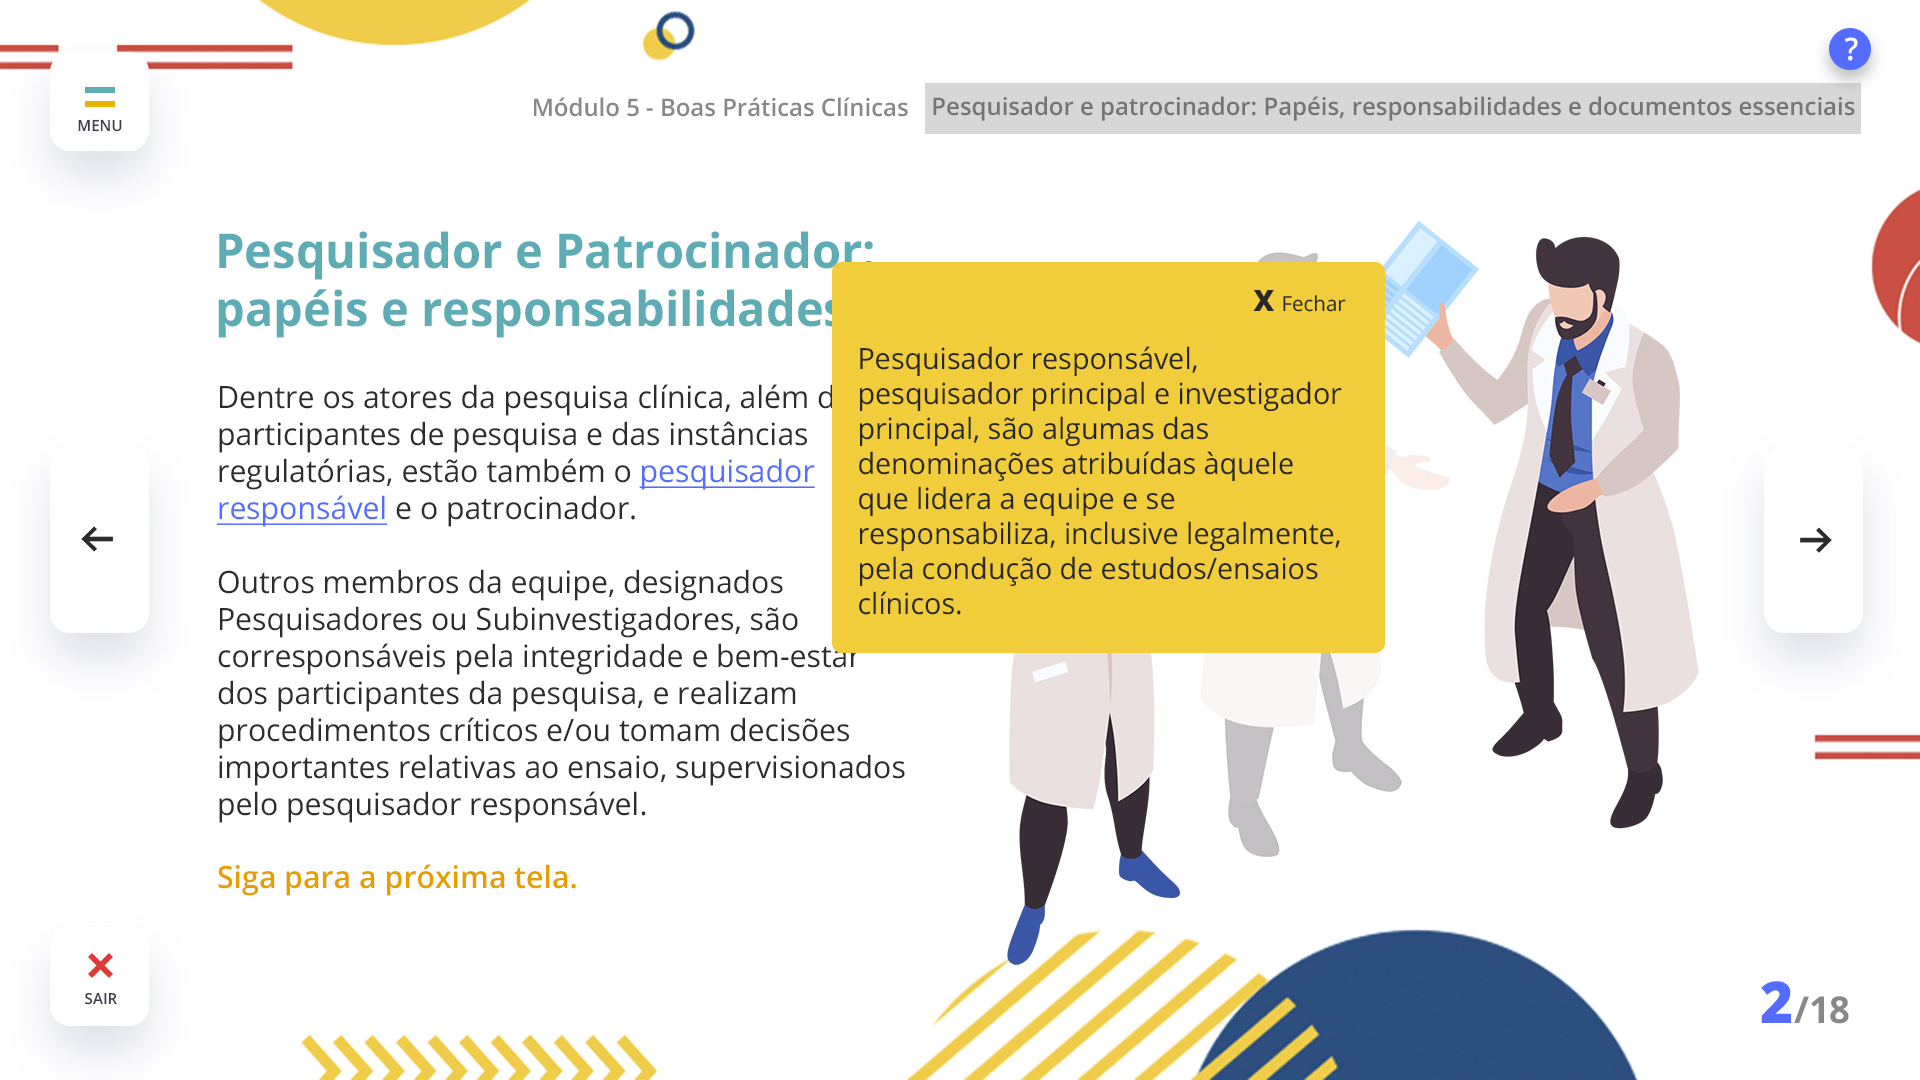 ?
MENU
Módulo 5 - Boas Práticas Clínicas
Pesquisador e patrocinador: Papéis, responsabilidades e documentos essenciais
Pesquisador e Patrocinador:
papéis e responsabilidades
Dentre os atores da pesquisa clínica, além
participantes de pesquisa e das instâncias
regulatórias, estão também o pesquisador
responsável e o patrocinador.
Outros membros da equipe, designados
Pesquisadores ou Subinvestigadores, são
corresponsáveis pela integridade e bem-estar
dos participantes da pesquisa, e realizam
procedimentos críticos e/ou tomam decisões
importantes relativas ao ensaio, supervisionados
pelo pesquisador responsável.
Siga para a próxima tela.
X Fechar
Pesquisador responsável,
pesquisador principal e investigador
principal, são algumas das
denominações atribuídas àquele
que lidera a equipe e se
responsabiliza, inclusive legalmente,
pela condução de estudos/ensaios
clínicos.
SAIR
2/18